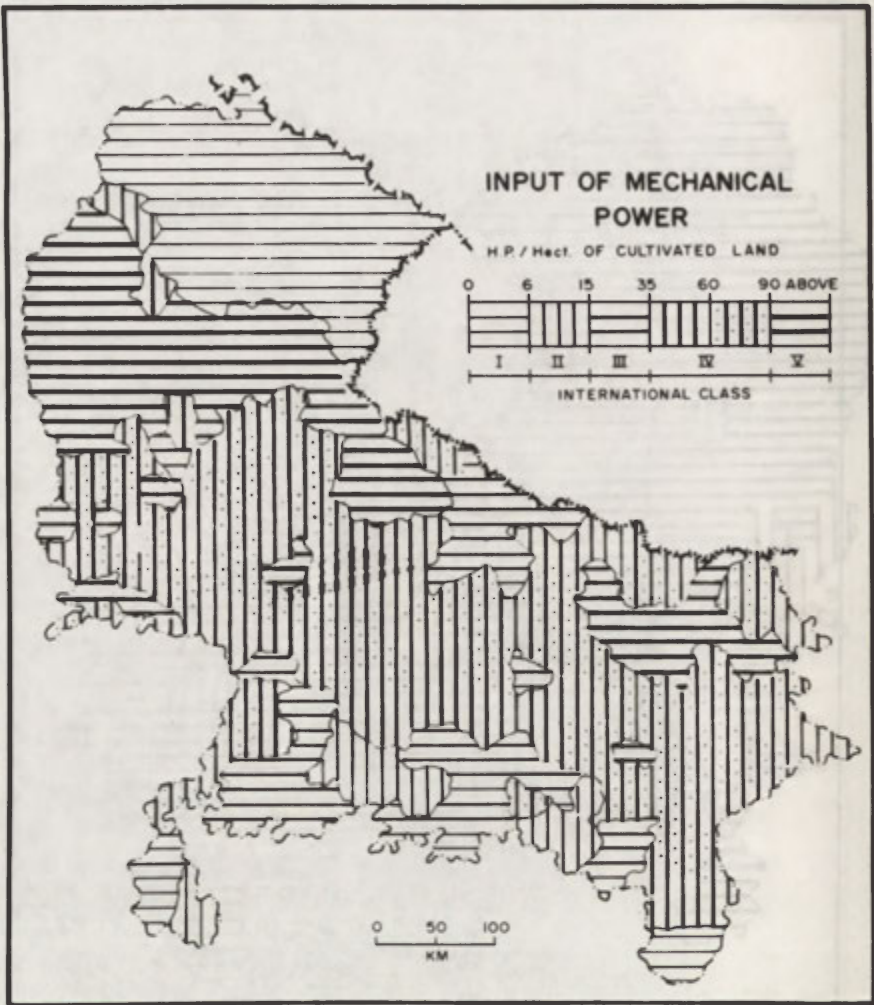 INPUT OF MECHANICAL
POWER
H.P. / Hect. OF CULTIVATED LAND
0 6 15 35 60 90 ABOVE
I II III IV V
INTERNATIONAL CLASS
0 50 100
KM